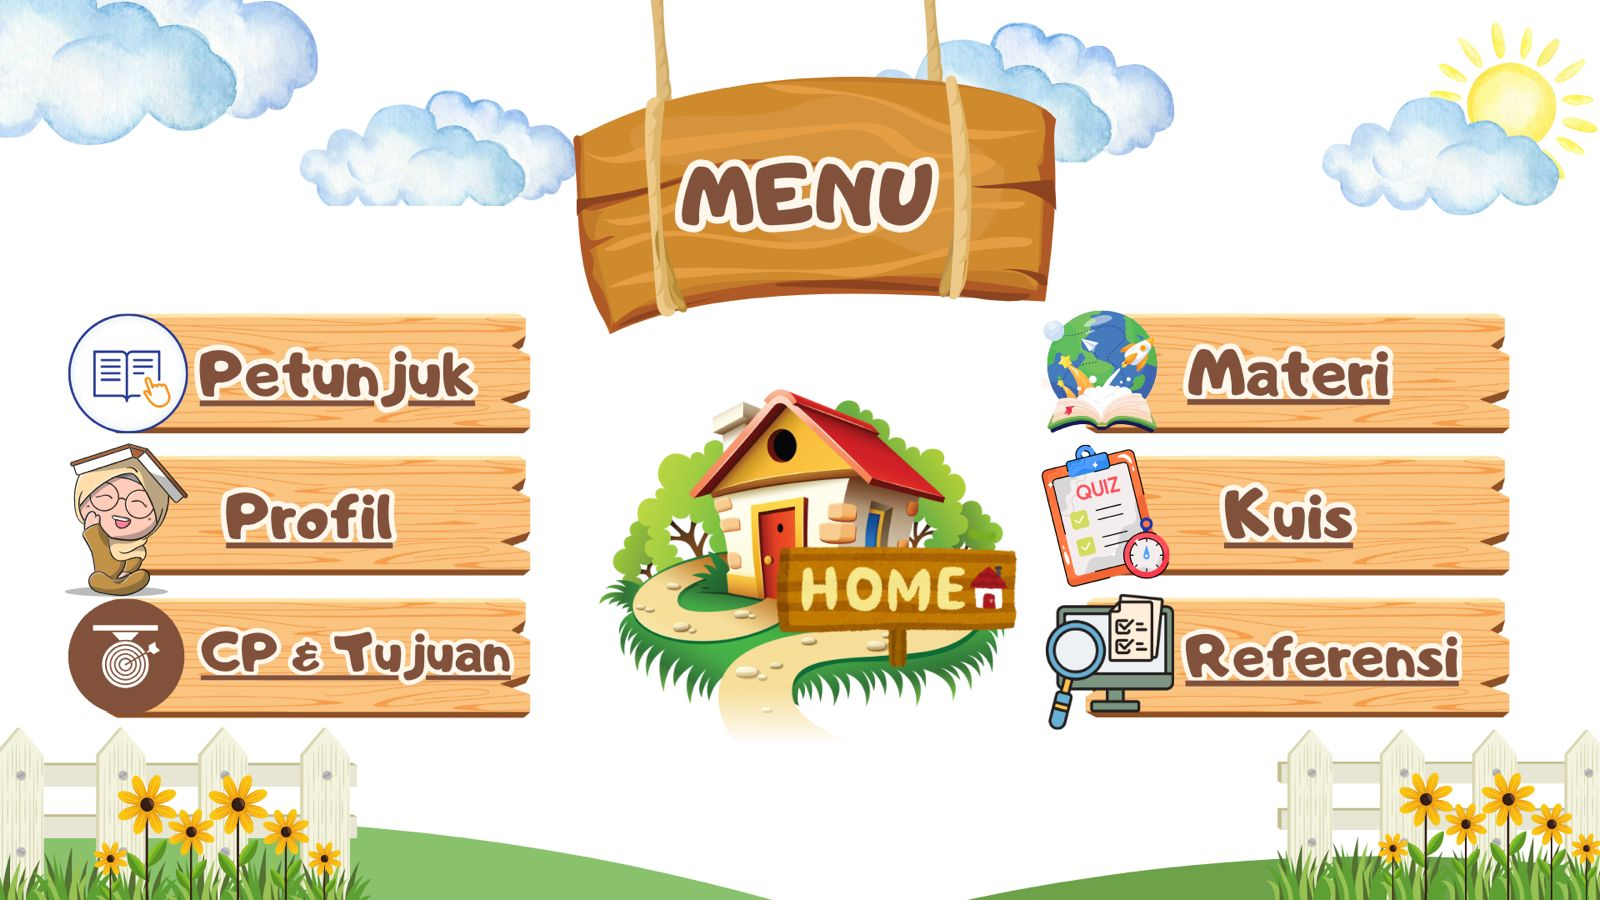 MENU
Petunjuk
Profil
CP & Tujuan
HOME
Materi
QUIZ
Kuis
Referensi